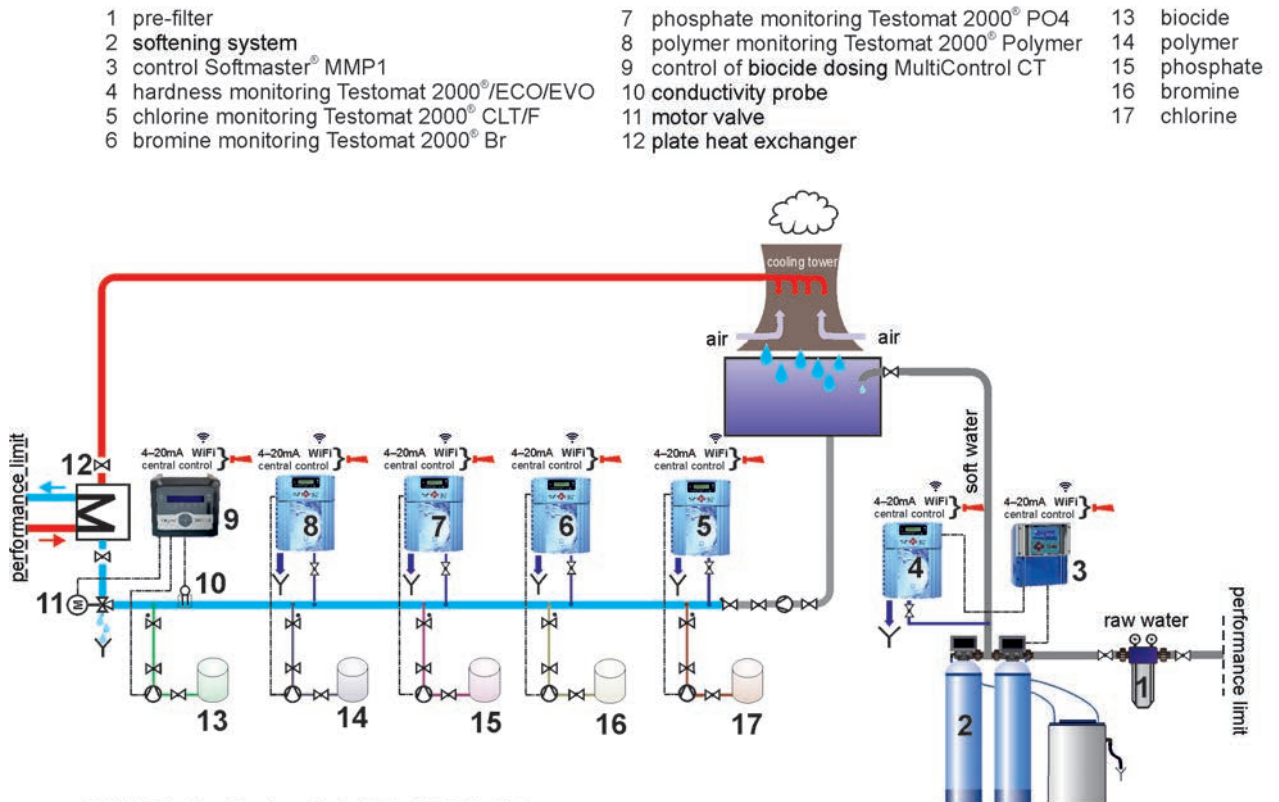 1 pre-filter
2 softening system
3 control Softmaster® MMP1
4 hardness monitoring Testomat 2000®/ECO/EVO
5 chlorine monitoring Testomat 2000® CLT/F
6 bromine monitoring Testomat 2000® Br
7 phosphate monitoring Testomat 2000® PO4
8 polymer monitoring Testomat 2000® Polymer
9 control of biocide dosing MultiControl CT
10 conductivity probe
11 motor valve
12 plate heat exchanger
13 biocide
14 polymer
15 phosphate
16 bromine
17 chlorine
cooling tower
air
air
performance limit
12
4–20mA WiFi
central control
9
4–20mA WiFi
central control
8
4–20mA WiFi
central control
7
4–20mA WiFi
central control
6
4–20mA WiFi
central control
5
soft water
4–20mA WiFi
central control
4
4–20mA WiFi
central control
3
10
11
M
raw water
performance limit
1
2
13
14
15
16
17